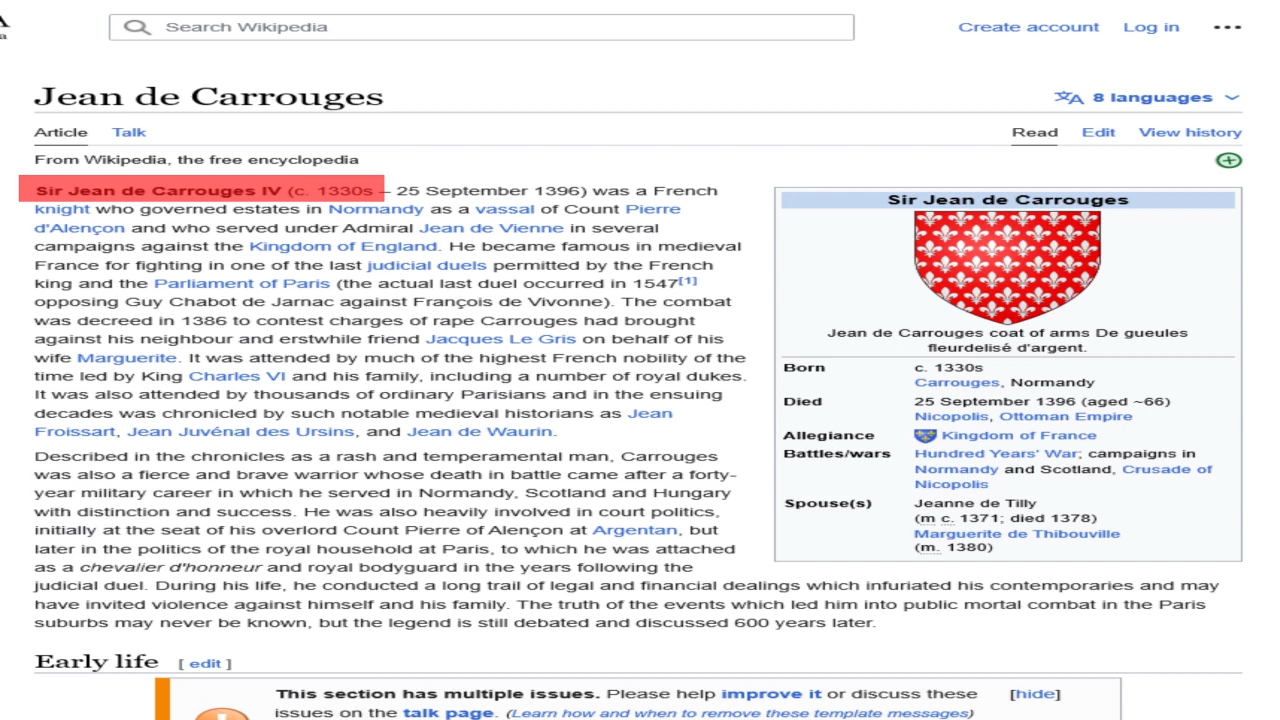 A
a
Search Wikipedia
Create account Log in •••
Jean de Carrouges
8 languages
Article Talk
Read Edit View history
From Wikipedia, the free encyclopedia
Sir Jean de Carrouges IV (c. 1330s – 25 September 1396) was a French
knight who governed estates in Normandy as a vassal of Count Pierre
d'Alençon and who served under Admiral Jean de Vienne in several
campaigns against the Kingdom of England. He became famous in medieval
France for fighting in one of the last judicial duels permitted by the French
king and the Parliament of Paris (the actual last duel occurred in 1547[1]
opposing Guy Chabot de Jarnac against François de Vivonne). The combat
was decreed in 1386 to contest charges of rape Carrouges had brought
against his neighbour and erstwhile friend Jacques Le Gris on behalf of his
wife Marguerite. It was attended by much of the highest French nobility of the
time led by King Charles VI and his family, including a number of royal dukes.
It was also attended by thousands of ordinary Parisians and in the ensuing
decades was chronicled by such notable medieval historians as Jean
Froissart, Jean Juvénal des Ursins, and Jean de Waurin.
Described in the chronicles as a rash and temperamental man, Carrouges
was also a fierce and brave warrior whose death in battle came after a forty-
year military career in which he served in Normandy, Scotland and Hungary
with distinction and success. He was also heavily involved in court politics,
initially at the seat of his overlord Count Pierre of Alençon at Argentan, but
later in the politics of the royal household at Paris, to which he was attached
as a chevalier d'honneur and royal bodyguard in the years following the
judicial duel. During his life, he conducted a long trail of legal and financial dealings which infuriated his contemporaries and may
have invited violence against himself and his family. The truth of the events which led him into public mortal combat in the Paris
suburbs may never be known, but the legend is still debated and discussed 600 years later.
Sir Jean de Carrouges
Jean de Carrouges coat of arms De gueules
fleurdelisé d'argent.
Born c. 1330s
Carrouges, Normandy
Died 25 September 1396 (aged ~66)
Nicopolis, Ottoman Empire
Allegiance Kingdom of France
Battles/wars Hundred Years' War; campaigns in
Normandy and Scotland, Crusade of
Nicopolis
Spouse(s) Jeanne de Tilly
(m c. 1371; died 1378)
Marguerite de Thibouville
(m. 1380)
Early life [ edit ]
This section has multiple issues. Please help improve it or discuss these [hide]
issues on the talk page. (Learn how and when to remove these template messages)